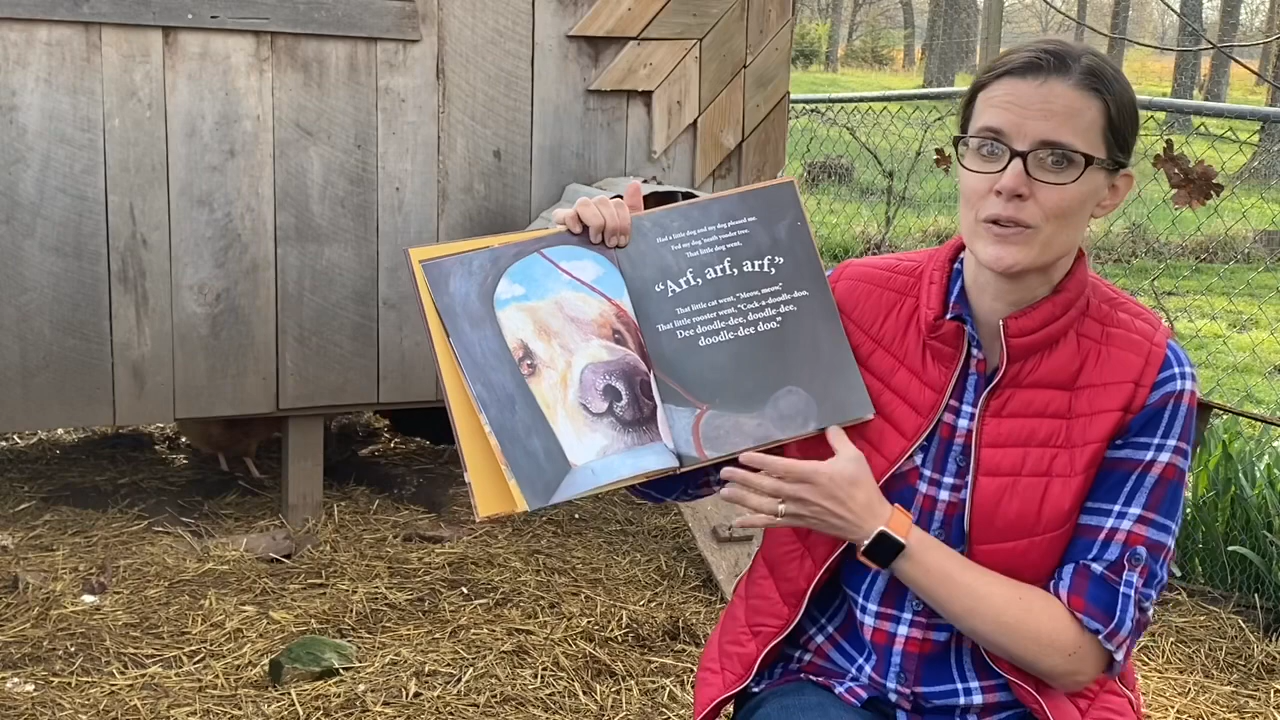 Had a little dog and my dog pleased me.
Fed my dog 'neath yonder tree.
That little dog went,
“Arf, arf, arf,”
That little cat went, “Meow, meow,”
That little rooster went, “Cock-a-doodle-doo,
Dee doodle-dee, doodle-dee,
doodle-dee doo.”